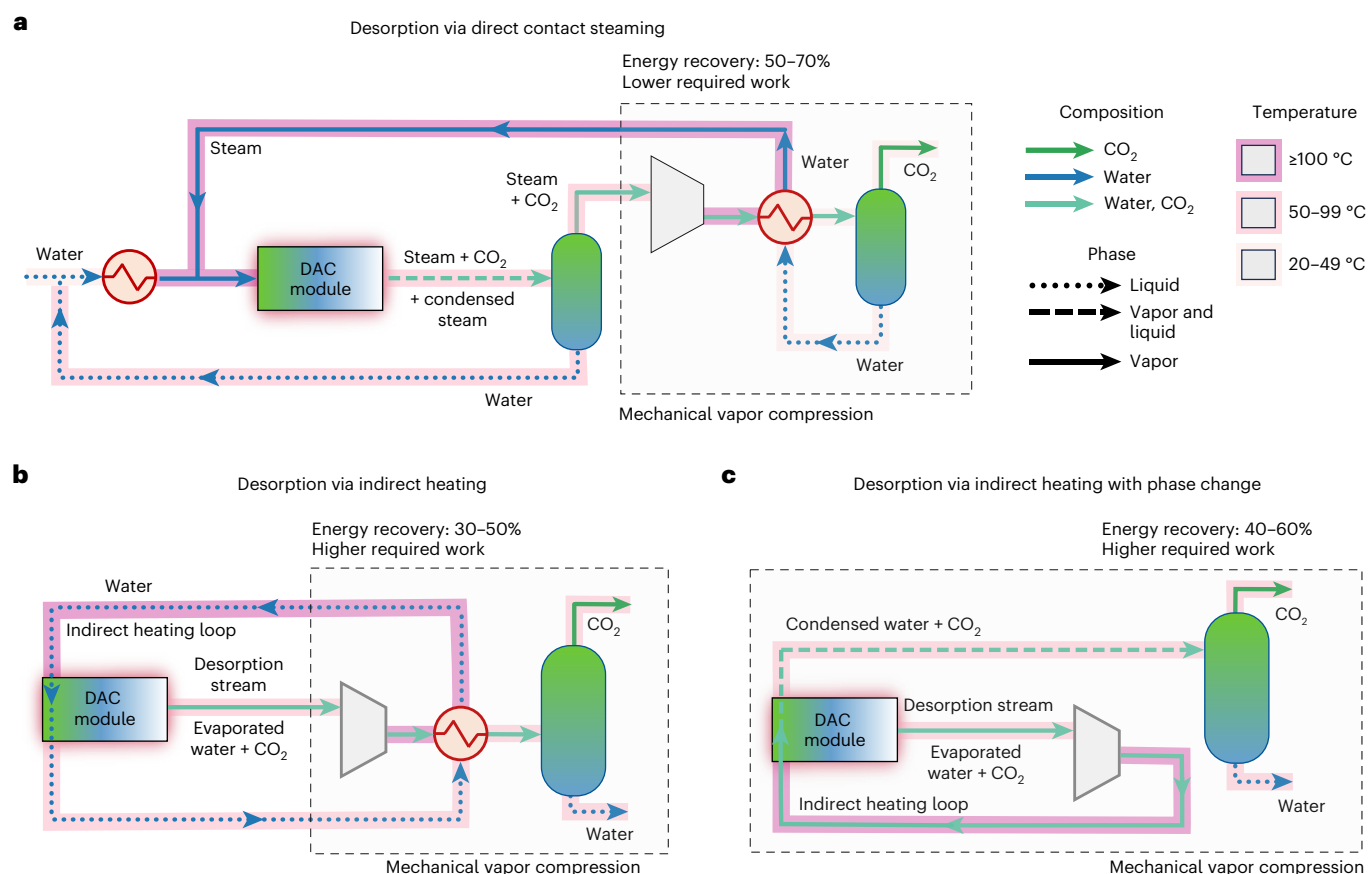 a
Desorption via direct contact steaming
Energy recovery: 50–70%
Lower required work
Steam
Water
Steam
+ CO₂
Water
CO₂
DAC
module
Steam + CO₂
+ condensed
steam
Water
Water
Mechanical vapor compression
Composition
CO₂
Water
Water, CO₂
Phase
Liquid
Vapor and
liquid
Vapor
Temperature
≥100 °C
50–99 °C
20–49 °C
b
Desorption via indirect heating
Energy recovery: 30–50%
Higher required work
Water
Indirect heating loop
DAC
module
Desorption
stream
Evaporated
water + CO₂
CO₂
Water
Mechanical vapor compression
c
Desorption via indirect heating with phase change
Energy recovery: 40–60%
Higher required work
Condensed water + CO₂
CO₂
DAC
module
Desorption stream
Evaporated
water + CO₂
Indirect heating loop
Water
Mechanical vapor compression